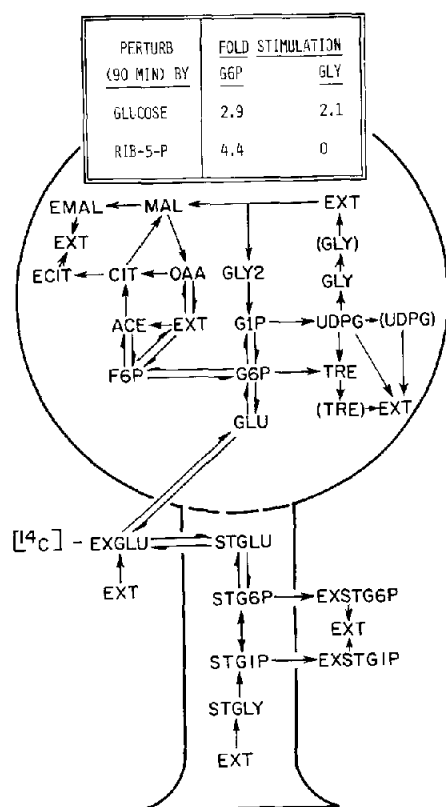 PERTURB FOLD STIMULATION
(90 MIN) BY G6P GLY
GLUCOSE 2.9 2.1
RIB-5-P 4.4 0
EMAL MAL EXT
EXT (GLY)
ECIT CIT OAA GLY2 GLY
ACE EXT G1P UDPG (UDPG)
F6P G6P TRE
GLU (TRE) EXT
[14C] - EXGLU STGLU
EXT STG6P EXSTG6P
EXT
STG1P EXSTG1P
STGLY
EXT